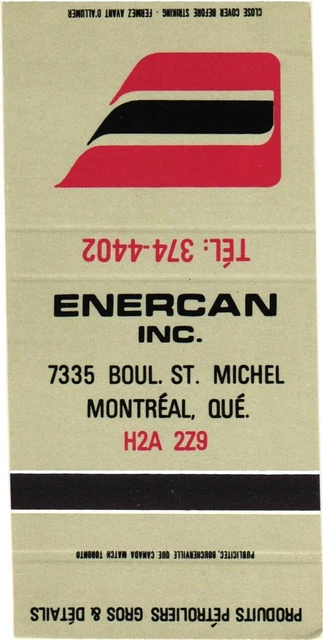 CLOSE COVER BEFORE STRIKING - FERMEZ AVANT D'ALLUMER
TÉL: 374-4402
ENERCAN
INC.
7335 BOUL. ST. MICHEL
MONTRÉAL, QUÉ.
H2A 2Z9
PUBLICITEC, BOUCHERVILLE QUE. CANADA MATCH TORONTO
PRODUITS PÉTROLIERS GROS & DÉTAILS